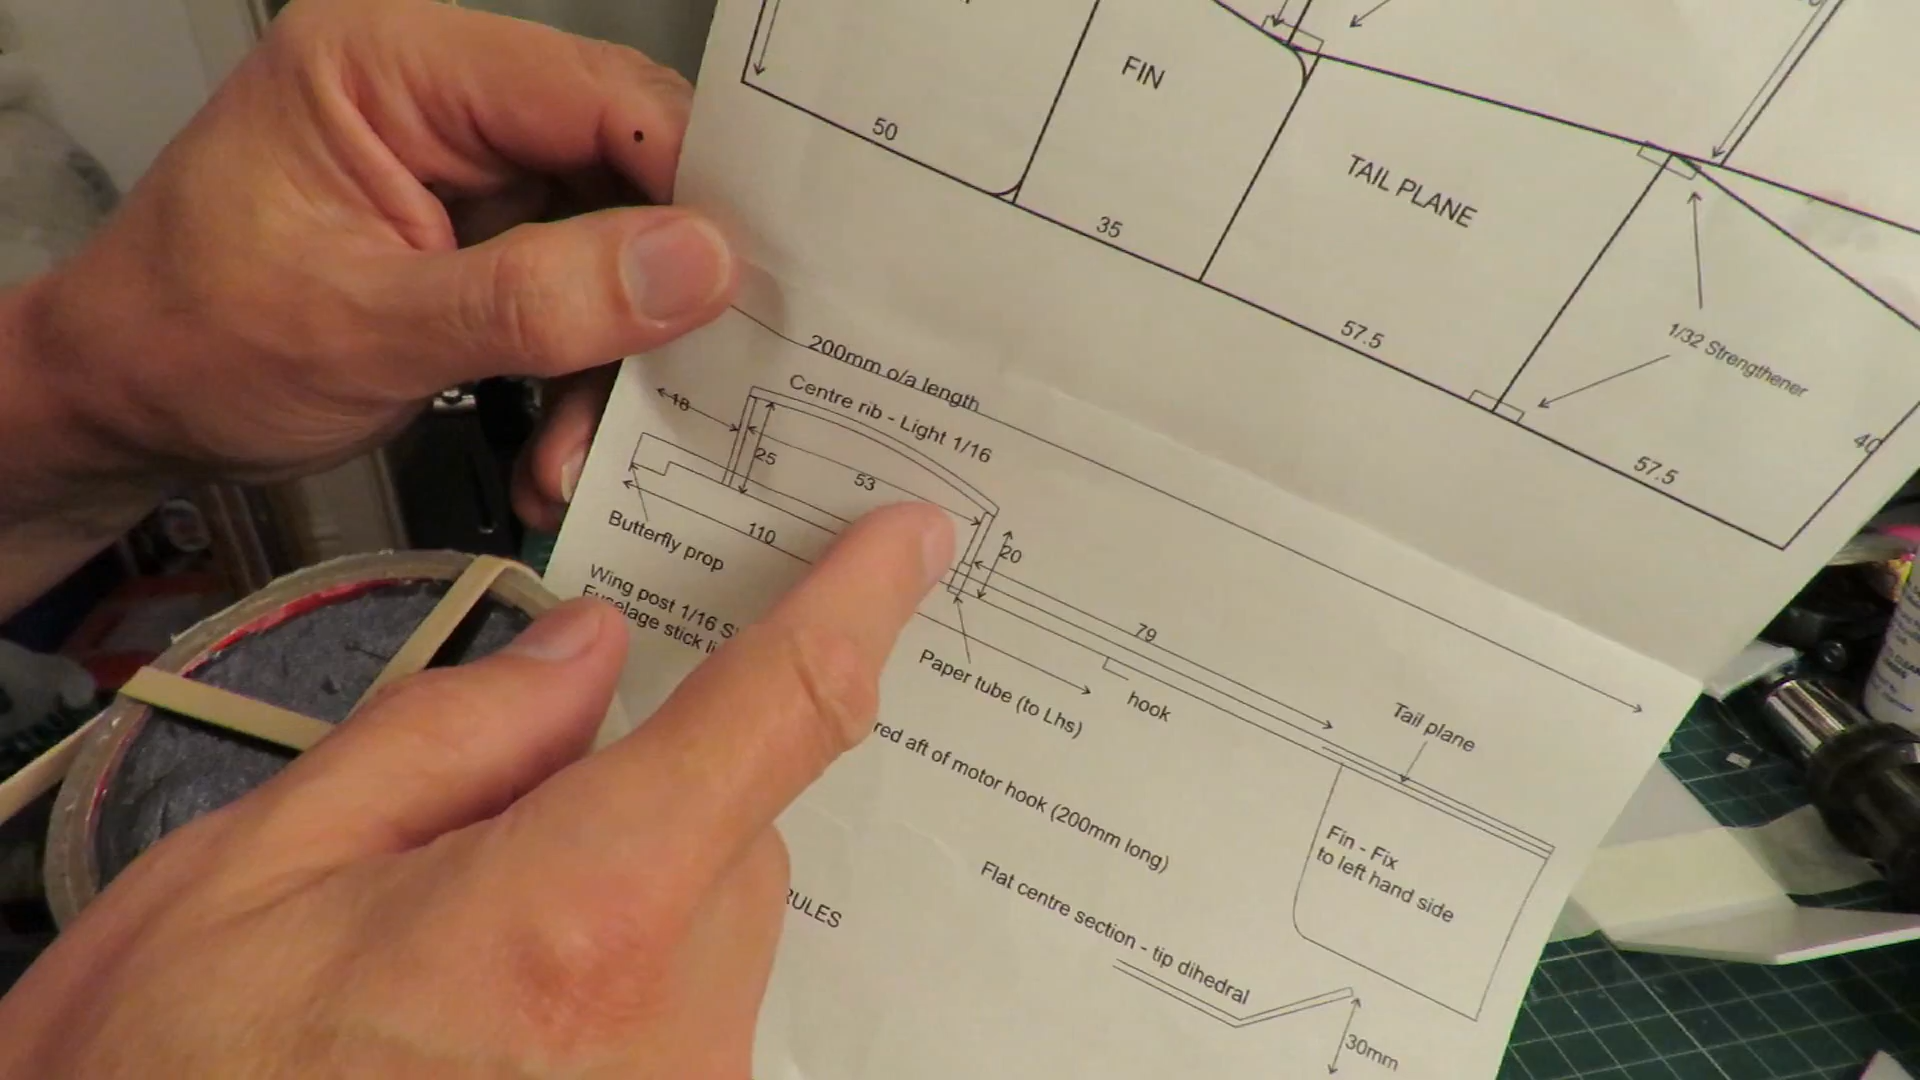 FIN
50
35
TAIL PLANE
57.5
1/32 Strengthener
57.5
40
200mm o/a length
Centre rib - Light 1/16
18
25
53
20
110
79
Butterfly prop
Wing post 1/16
Fuselage stick
Paper tube (to Lhs)
hook
Tail plane
aft of motor hook (200mm long)
Fin - Fix
to left hand side
RULES
Flat centre section - tip dihedral
30mm